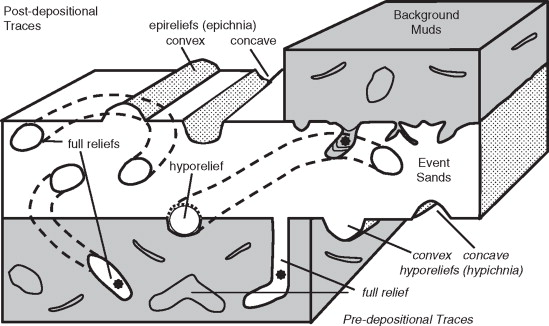 Post-depositional
Traces
epireliefs (epichnia)
convex concave
Background
Muds
full reliefs
hyporelief
Event
Sands
convex concave
hyporeliefs (hypichnia)
full relief
Pre-depositional Traces